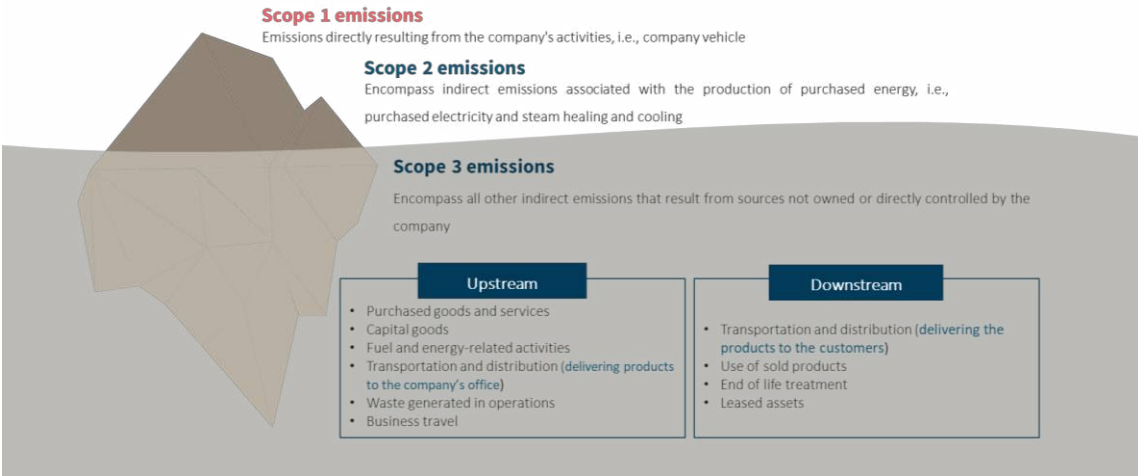 Scope 1 emissions
Emissions directly resulting from the company's activities, i.e., company vehicle
Scope 2 emissions
Encompass indirect emissions associated with the production of purchased energy, i.e.,
purchased electricity and steam healing and cooling
Scope 3 emissions
Encompass all other indirect emissions that result from sources not owned or directly controlled by the
company
Upstream
• Purchased goods and services
• Capital goods
• Fuel and energy-related activities
• Transportation and distribution (delivering products
to the company's office)
• Waste generated in operations
• Business travel
Downstream
• Transportation and distribution (delivering the
products to the customers)
• Use of sold products
• End of life treatment
• Leased assets